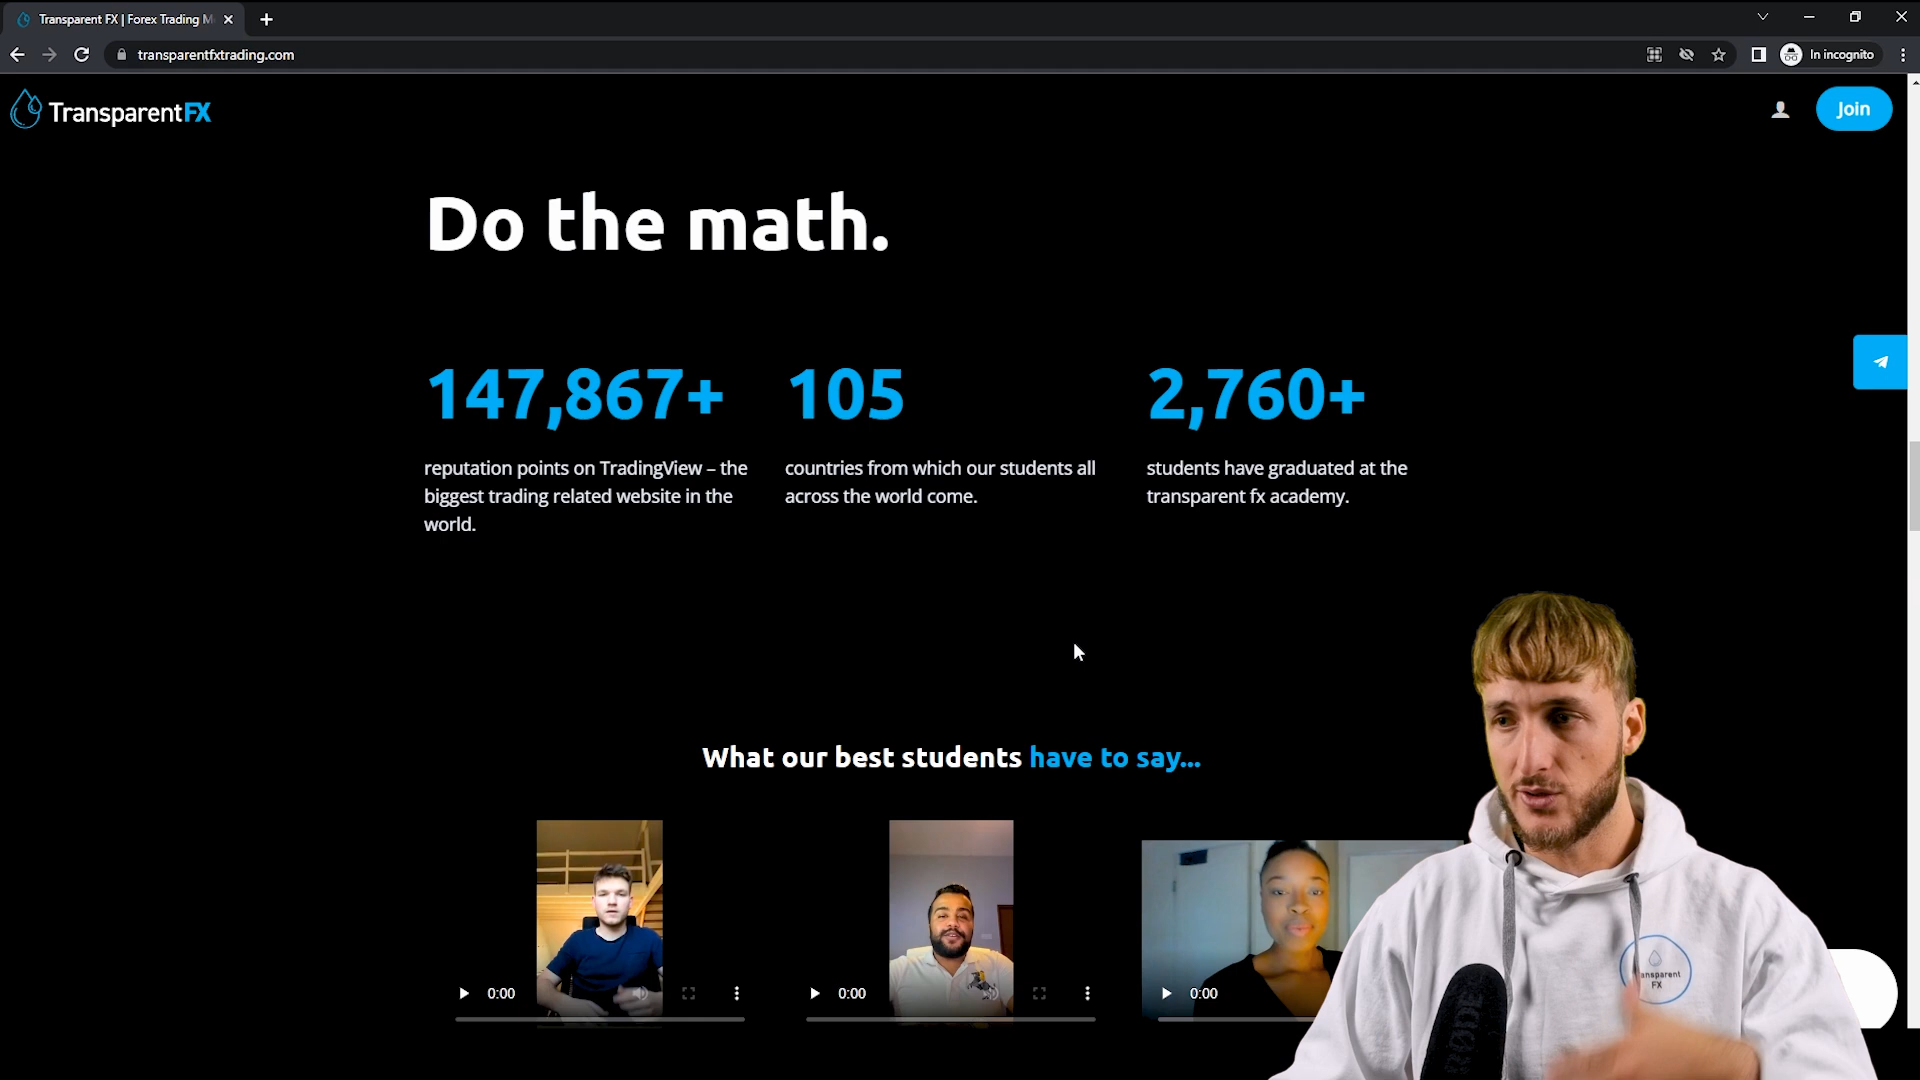 Transparent FX | Forex Trading M
transparentfxtrading.com
In incognito
TransparentFX
Join
Do the math.
147,867+
reputation points on TradingView – the
biggest trading related website in the
world.
105
countries from which our students all
across the world come.
2,760+
students have graduated at the
transparent fx academy.
What our best students have to say...
0:00
0:00
0:00
ansparent
FX
RØDE